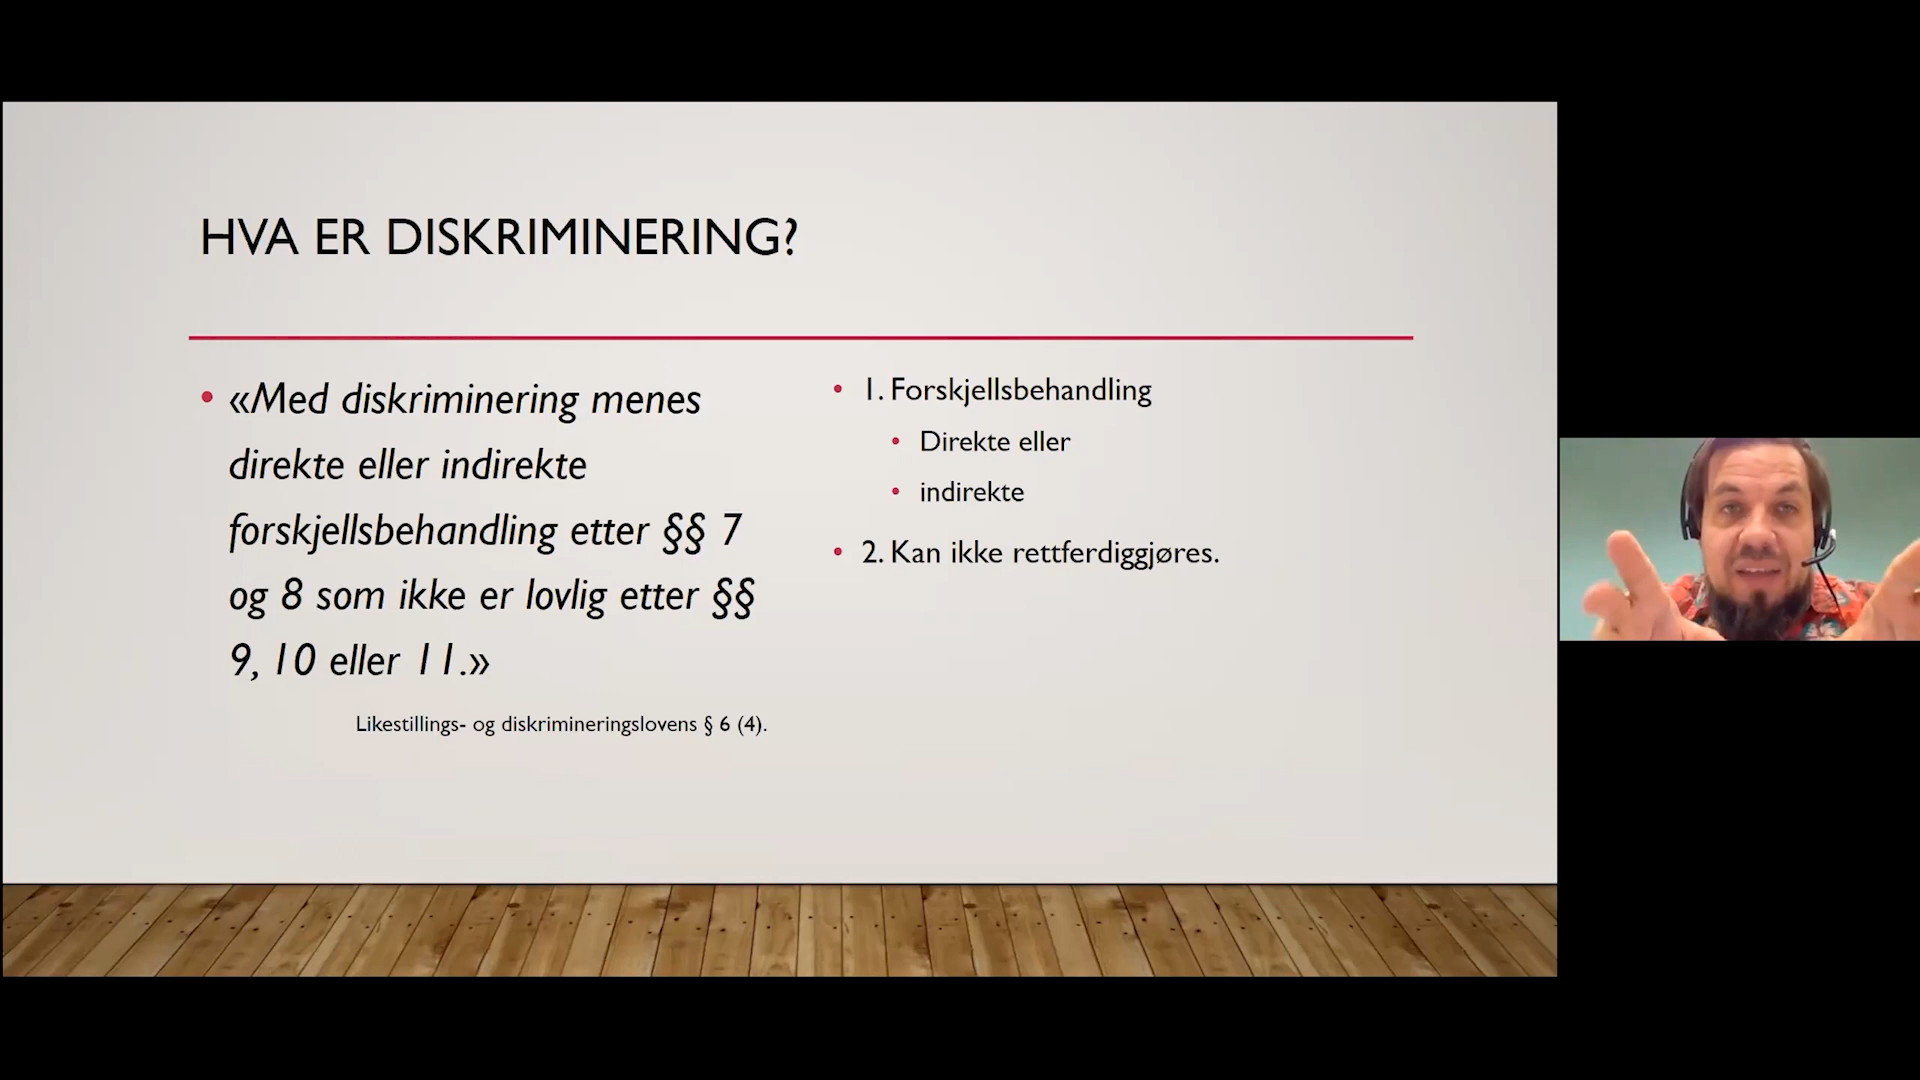 HVA ER DISKRIMINERING?
• «Med diskriminering menes
direkte eller indirekte
forskjellsbehandling etter §§ 7
og 8 som ikke er lovlig etter §§
9, 10 eller 11.»
Likestillings- og diskrimineringslovens § 6 (4).
• 1. Forskjellsbehandling
• Direkte eller
• indirekte
• 2. Kan ikke rettferdiggjøres.